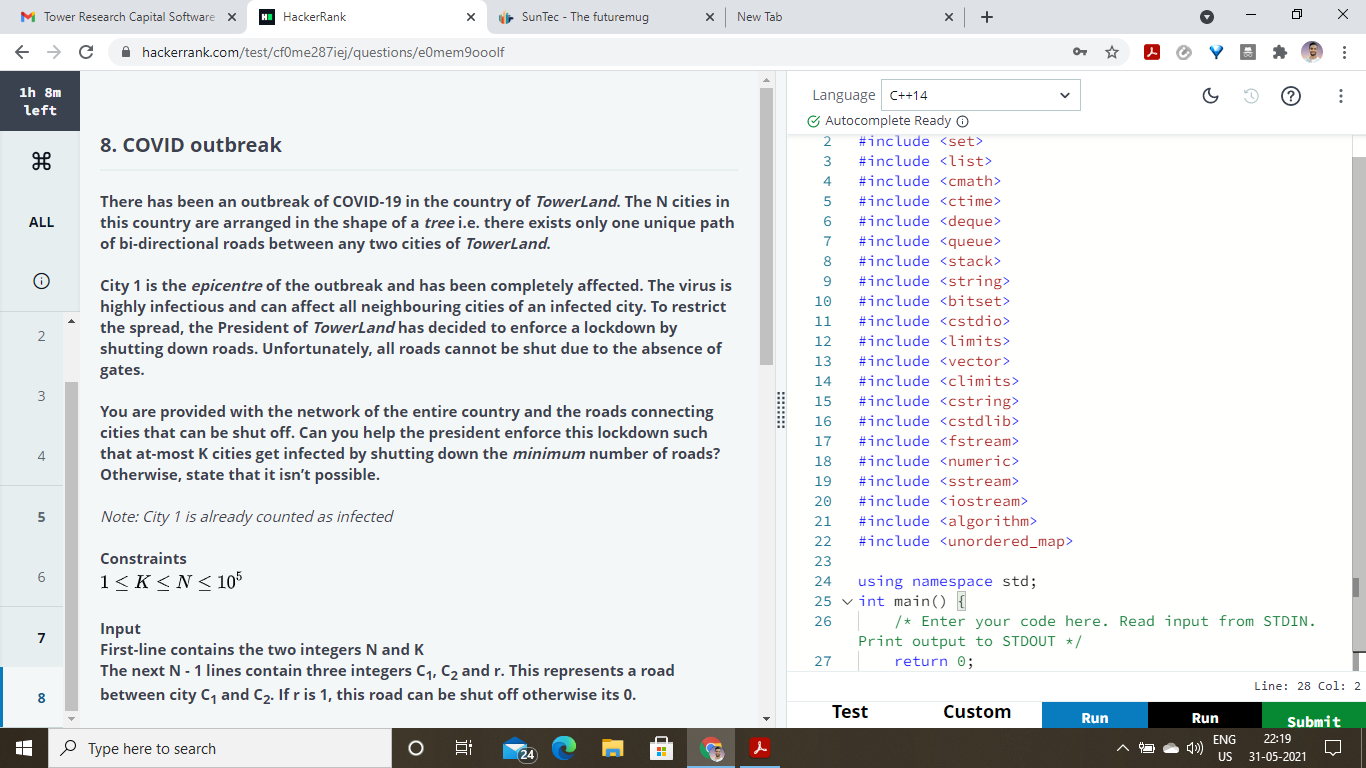 Tower Research Capital Software
HackerRank
SunTec - The futuremug
New Tab
hackerrank.com/test/cf0me287iej/questions/e0mem9ooolf
1h 8m
left
ALL
2
3
4
5
6
7
8
8. COVID outbreak
There has been an outbreak of COVID-19 in the country of TowerLand. The N cities in
this country are arranged in the shape of a tree i.e. there exists only one unique path
of bi-directional roads between any two cities of TowerLand.
City 1 is the epicentre of the outbreak and has been completely affected. The virus is
highly infectious and can affect all neighbouring cities of an infected city. To restrict
the spread, the President of TowerLand has decided to enforce a lockdown by
shutting down roads. Unfortunately, all roads cannot be shut due to the absence of
gates.
You are provided with the network of the entire country and the roads connecting
cities that can be shut off. Can you help the president enforce this lockdown such
that at-most K cities get infected by shutting down the minimum number of roads?
Otherwise, state that it isn't possible.
Note: City 1 is already counted as infected
Constraints
1 ≤ K ≤ N ≤ 10⁵
Input
First-line contains the two integers N and K
The next N - 1 lines contain three integers C₁, C₂ and r. This represents a road
between city C₁ and C₂. If r is 1, this road can be shut off otherwise its 0.
Language C++14
Autocomplete Ready
2 #include <set>
3 #include <list>
4 #include <cmath>
5 #include <ctime>
6 #include <deque>
7 #include <queue>
8 #include <stack>
9 #include <string>
10 #include <bitset>
11 #include <cstdio>
12 #include <limits>
13 #include <vector>
14 #include <climits>
15 #include <cstring>
16 #include <cstdlib>
17 #include <fstream>
18 #include <numeric>
19 #include <sstream>
20 #include <iostream>
21 #include <algorithm>
22 #include <unordered_map>
23
24 using namespace std;
25 int main() {
26 /* Enter your code here. Read input from STDIN.
Print output to STDOUT */
27 return 0;
Line: 28 Col: 2
Test
Custom
Run
Run
Submit
Type here to search
24
ENG
US
22:19
31-05-2021